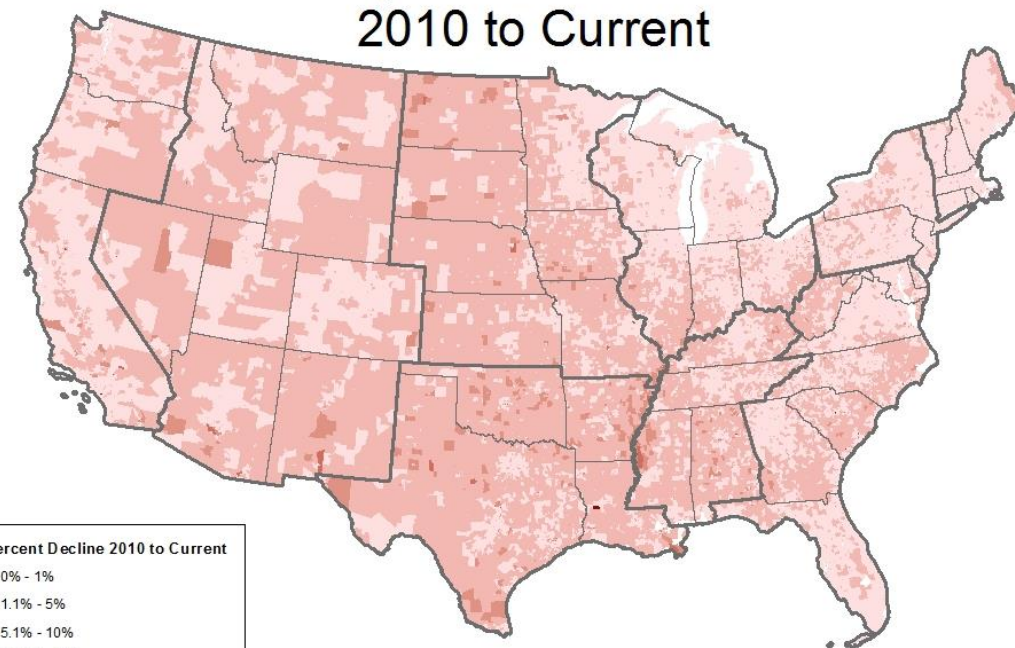 2010 to Current
ercent Decline 2010 to Current
0% - 1%
1.1% - 5%
5.1% - 10%